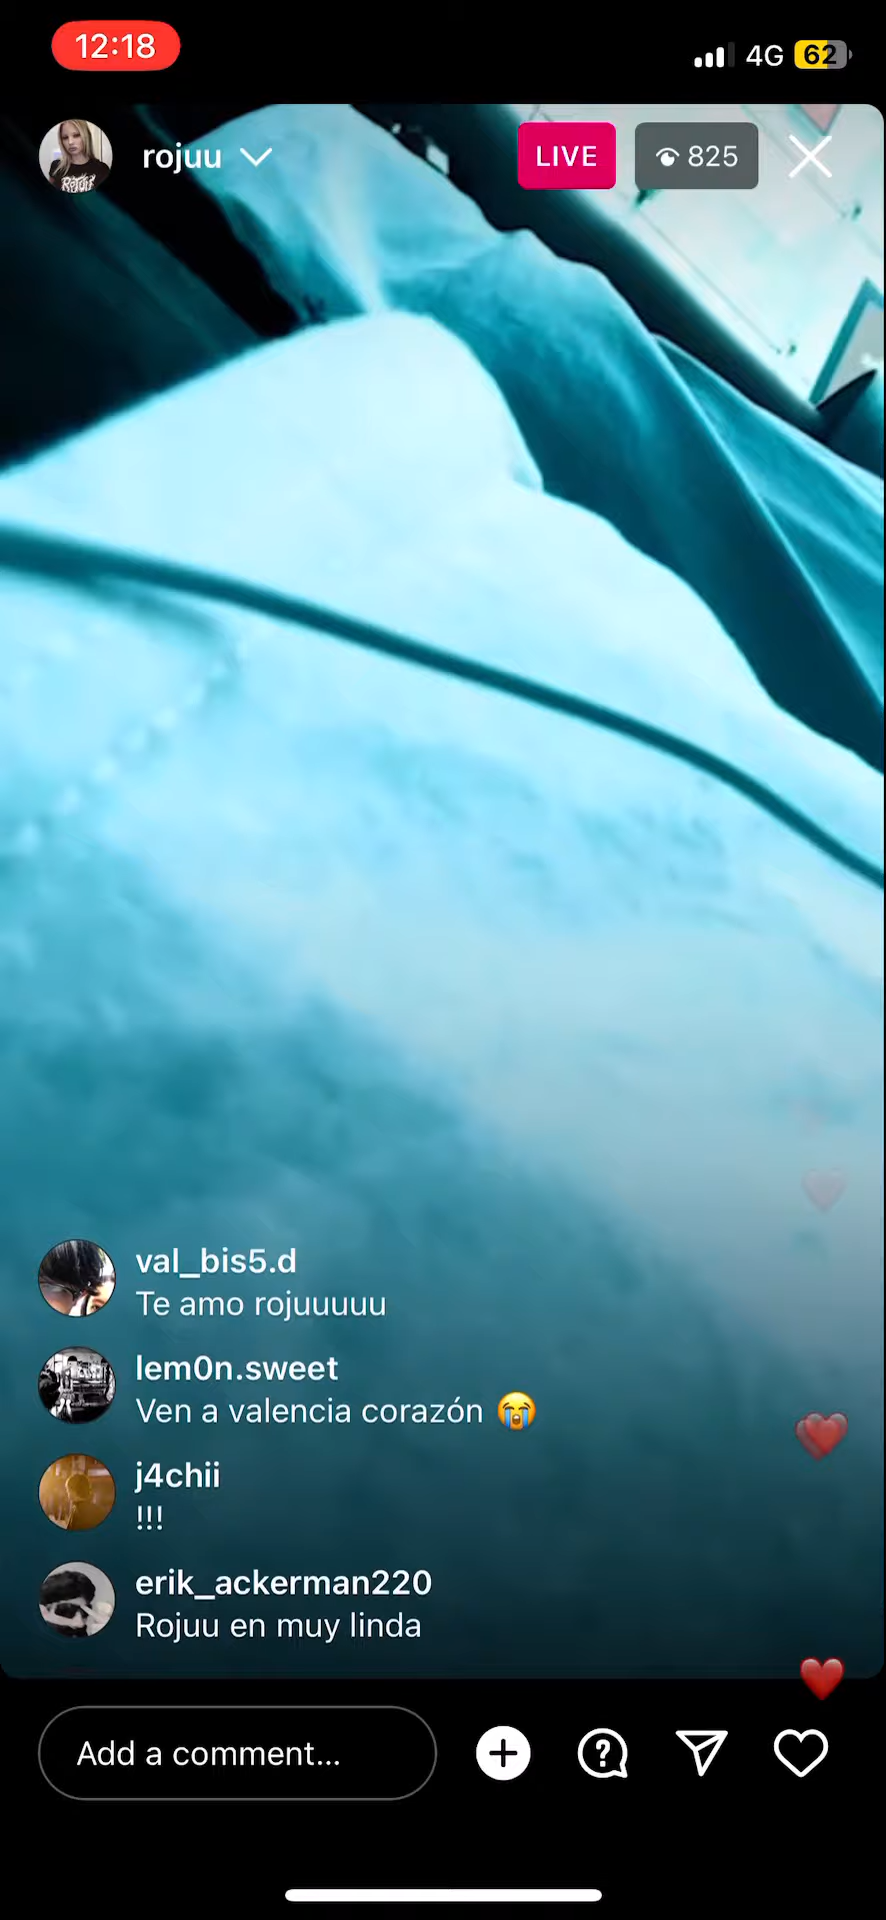 12:18
4G 62
rojuu
LIVE
825
val_bis5.d
Te amo rojuuuuu
lem0n.sweet
Ven a valencia corazón 😭
j4chii
!!!
erik_ackerman220
Rojuu en muy linda
Add a comment...